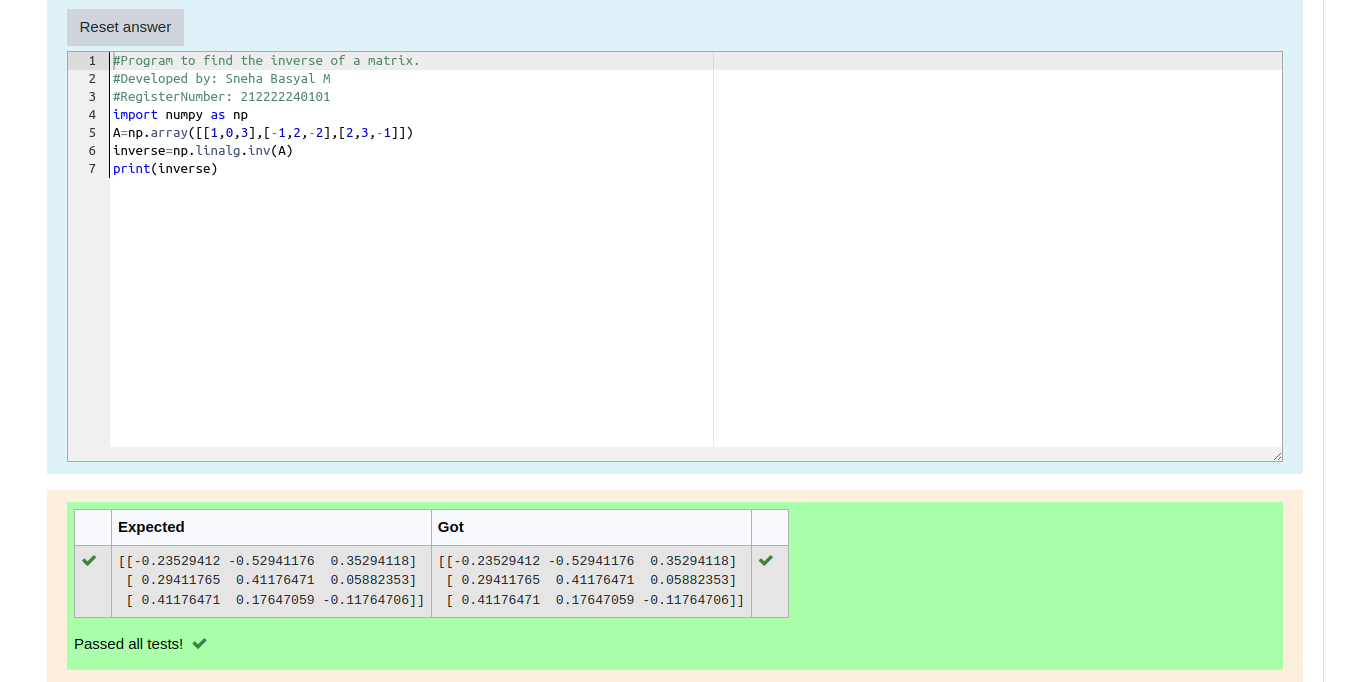 Reset answer
1 #Program to find the inverse of a matrix.
2 #Developed by: Sneha Basyal M
3 #RegisterNumber: 212222240101
4 import numpy as np
5 A=np.array([[1,0,3],[-1,2,-2],[2,3,-1]])
6 inverse=np.linalg.inv(A)
7 print(inverse)
Expected Got
[[-0.23529412 -0.52941176  0.35294118] [[-0.23529412 -0.52941176  0.35294118]
[ 0.29411765  0.41176471  0.05882353] [ 0.29411765  0.41176471  0.05882353]
[ 0.41176471  0.17647059 -0.11764706]] [ 0.41176471  0.17647059 -0.11764706]]
Passed all tests!